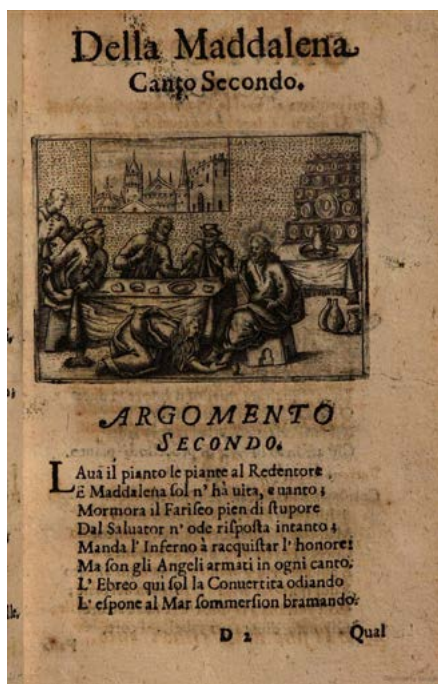 Della Maddalena
Canto Secondo.
ARGOMENTO
SECONDO.
LAua il pianto le piante al Redentore,
E Maddalena sol n' hà uita, e uanto;
Mormora il Fariseo pien di stupore
Dal Saluator n' ode risposta intanto;
Manda l' Inferno à racquistar l' honore:
Ma son gli Angeli armati in ogni canto.
L' Ebreo qui sol la Conuertita odiando
L' espone al Mar sommersion bramando.
D 2 Qual